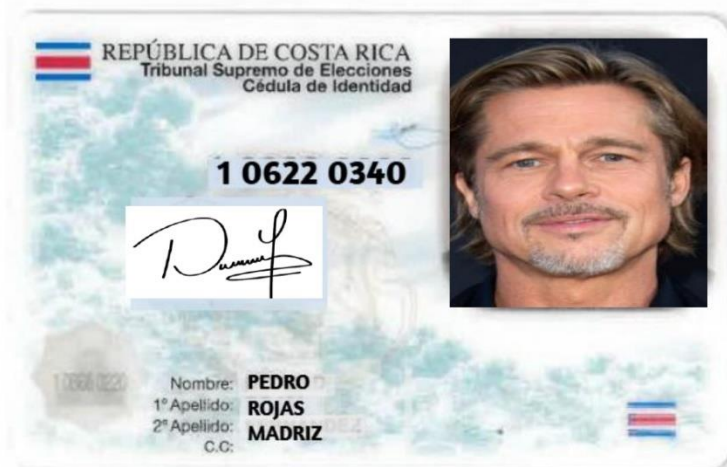 REPÚBLICA DE COSTA RICA
Tribunal Supremo de Elecciones
Cédula de Identidad
1 0622 0340
Nombre: PEDRO
1º Apellido: ROJAS
2º Apellido: MADRIZ
C.C: